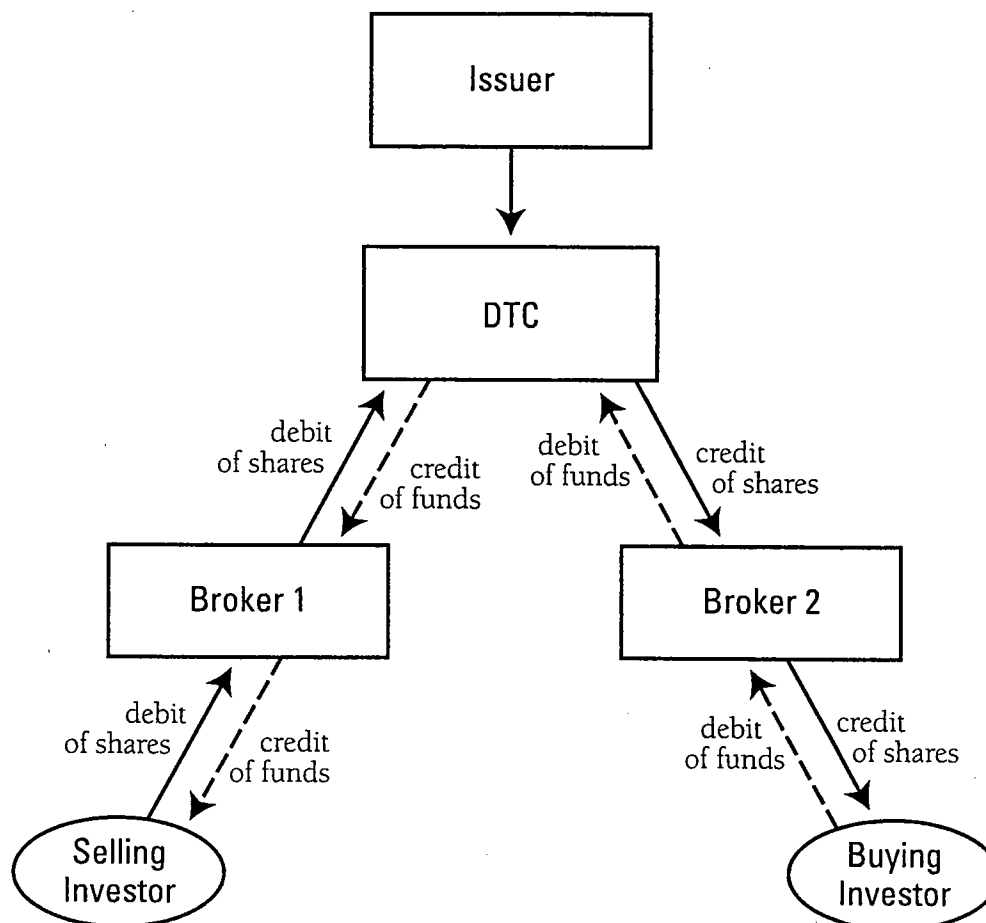 Issuer
DTC
debit
of shares
credit
of funds
debit
of funds
credit
of shares
Broker 1
Broker 2
debit
of shares
credit
of funds
debit
of funds
credit
of shares
Selling
Investor
Buying
Investor